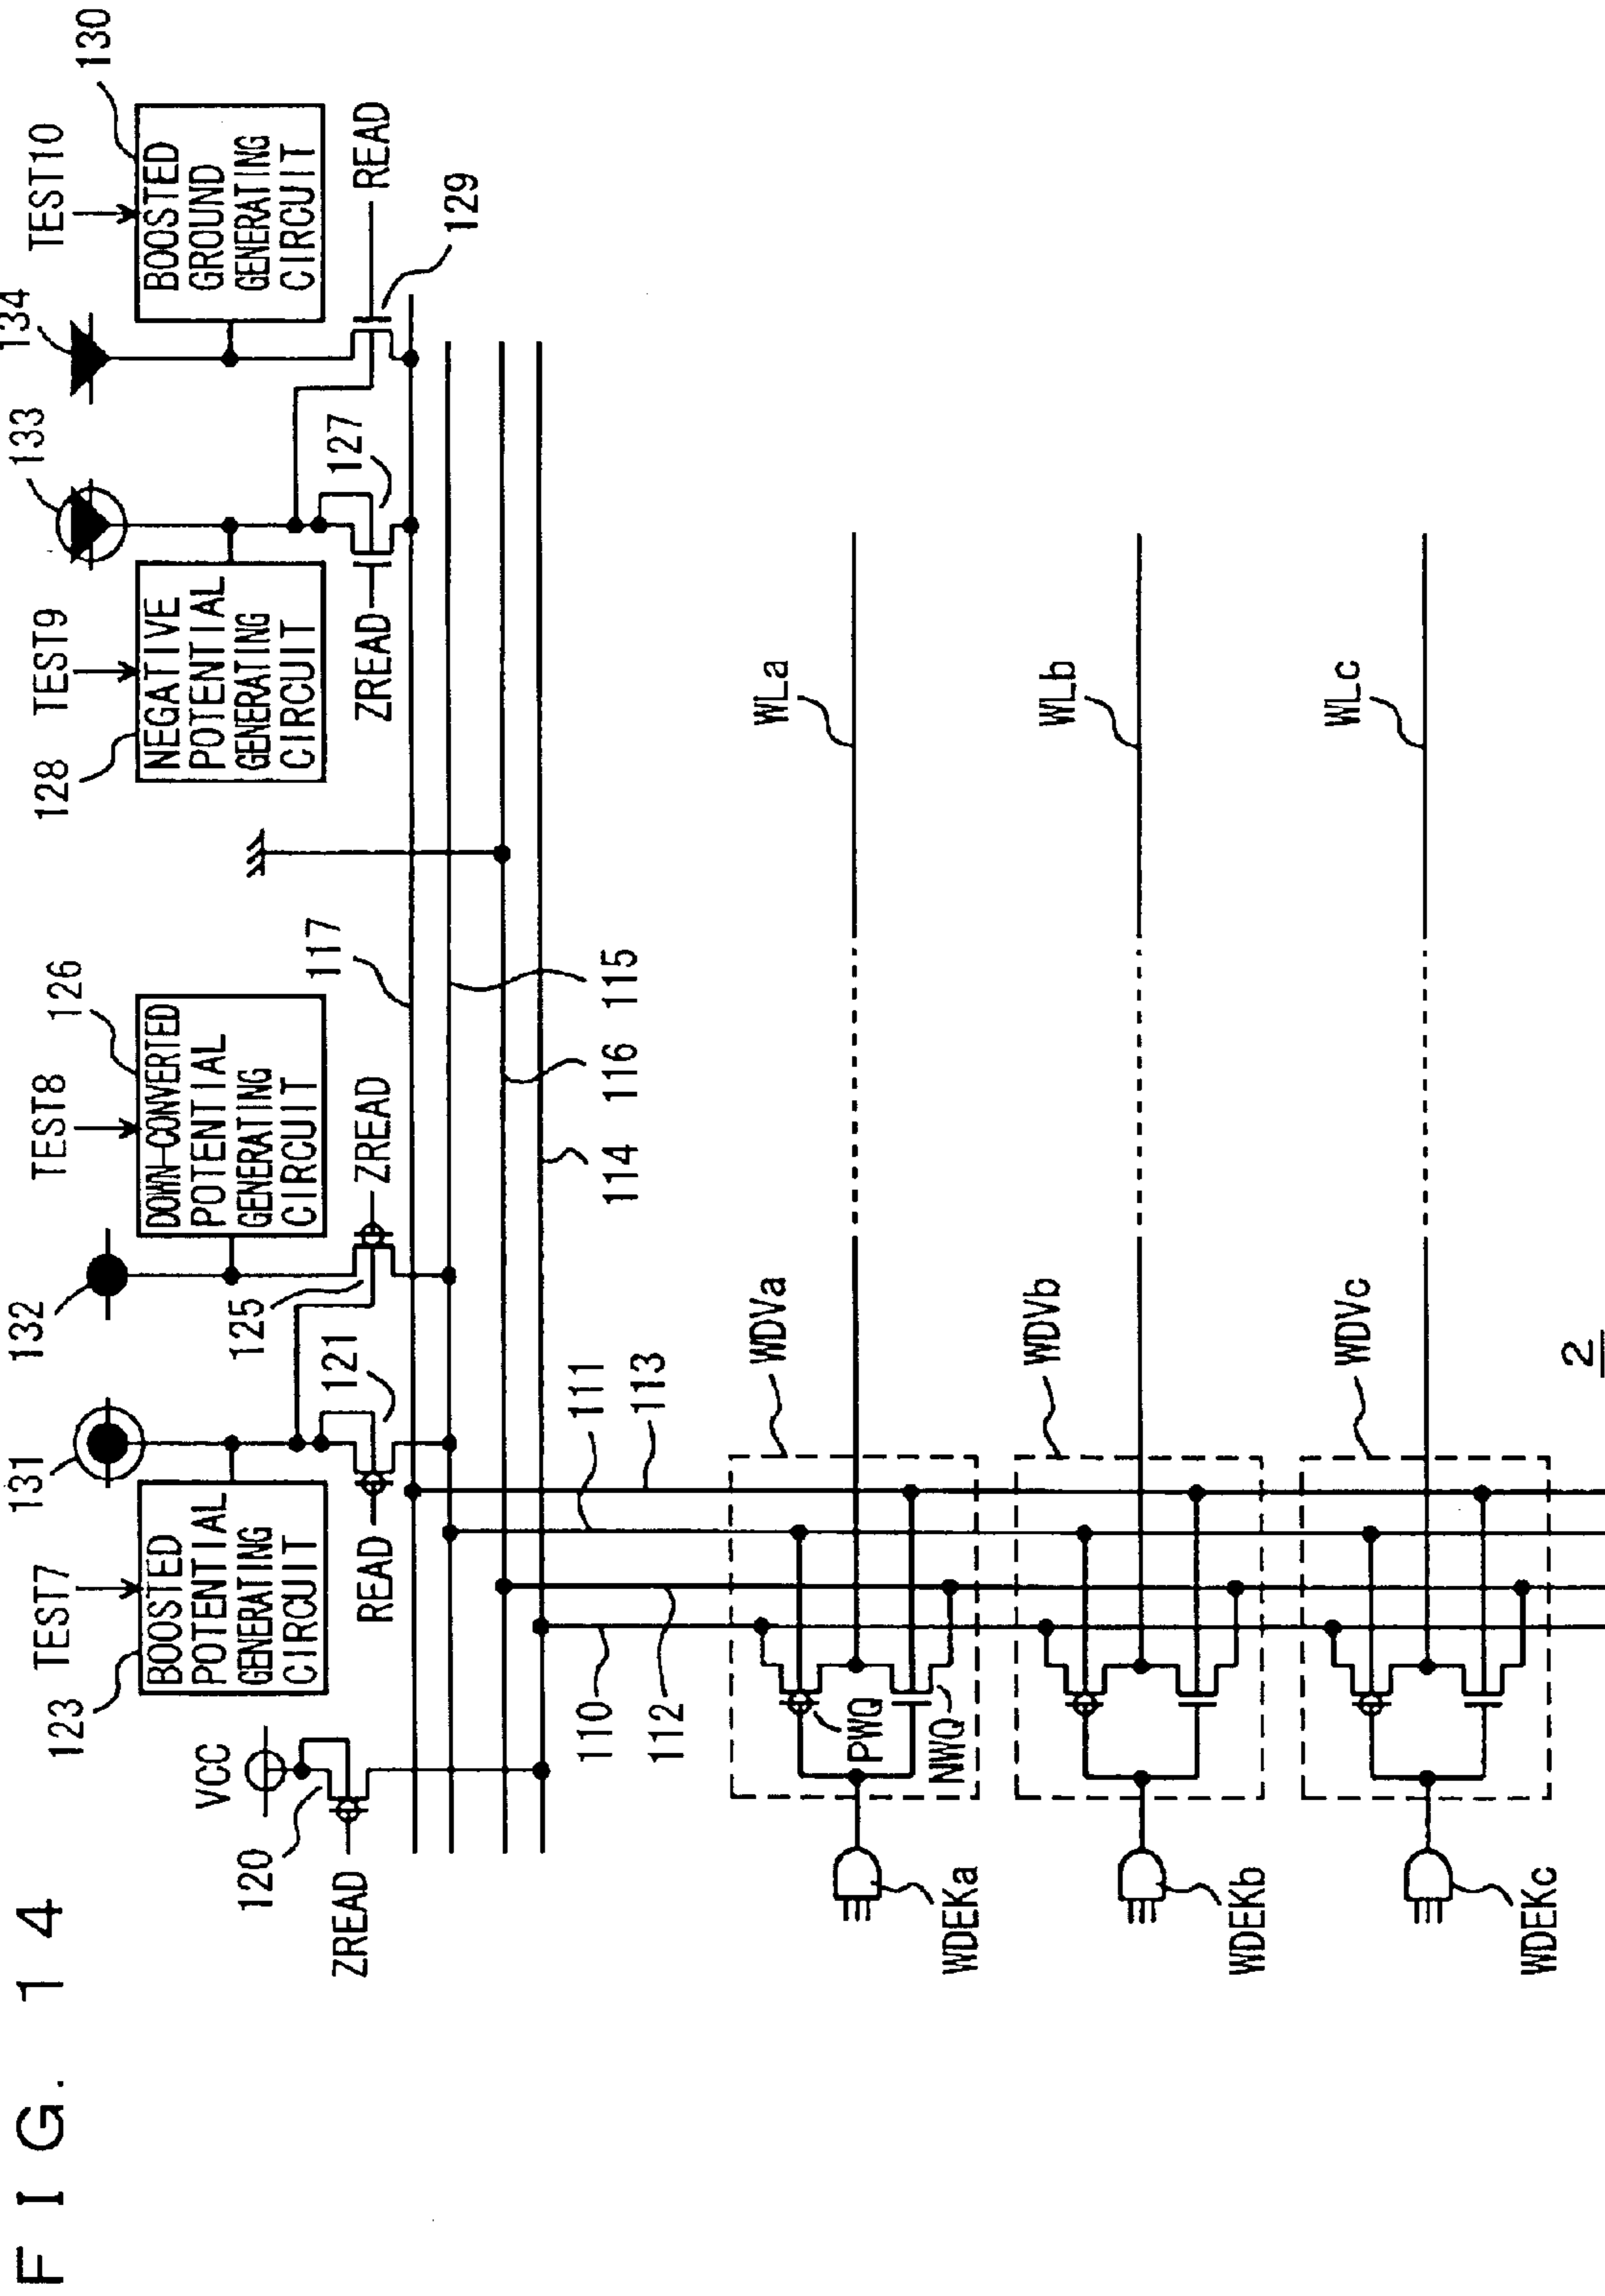 FIG. 14
VCC
120
ZREAD
TEST7
123
BOOSTED
POTENTIAL
GENERATING
CIRCUIT
READ
131
121
132
125
TEST8
126
DOWN-CONVERTED
POTENTIAL
GENERATING
CIRCUIT
ZREAD
117
128
TEST9
NEGATIVE
POTENTIAL
GENERATING
CIRCUIT
ZREAD
133
127
134
TEST10
130
BOOSTED
GROUND
GENERATING
CIRCUIT
READ
129
110
112
111
113
114
116
115
WDEKa
PWQ
NWQ
WDVa
WLa
WDEKb
WDVb
WLb
WDEKc
WDVc
WLc
2